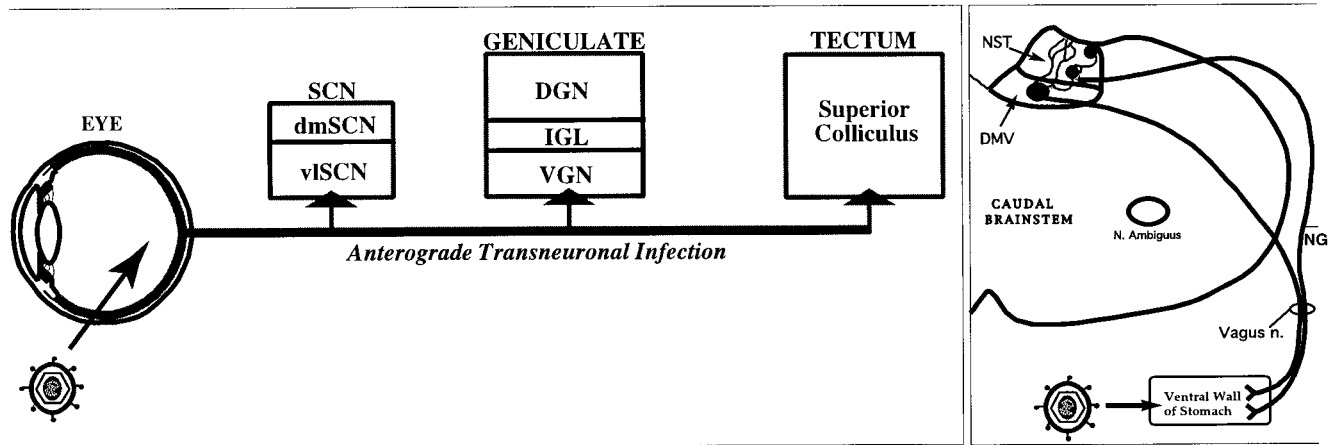 EYE
SCN
dmSCN
vlSCN
GENICULATE
DGN
IGL
VGN
TECTUM
Superior
Colliculus
Anterograde Transneuronal Infection
NST
DMV
CAUDAL
BRAINSTEM
N. Ambiguus
NG
Vagus n.
Ventral Wall
of Stomach